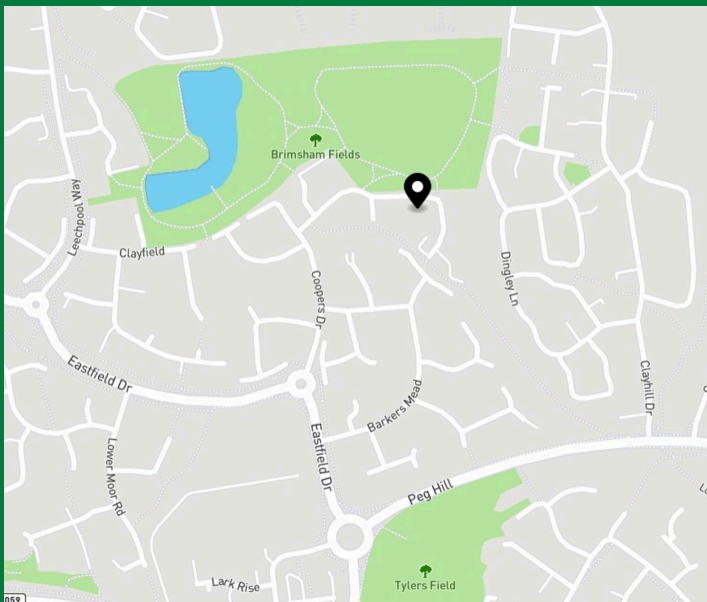 Brimsham Fields
Leechpool Way
Clayfield
Coopers Dr
Dingley Ln
Eastfield Dr
Barkers Mead
Clayhill Dr
Eastfield Dr
Lower Moor Rd
Peg Hill
Lark Rise
Tylers Field